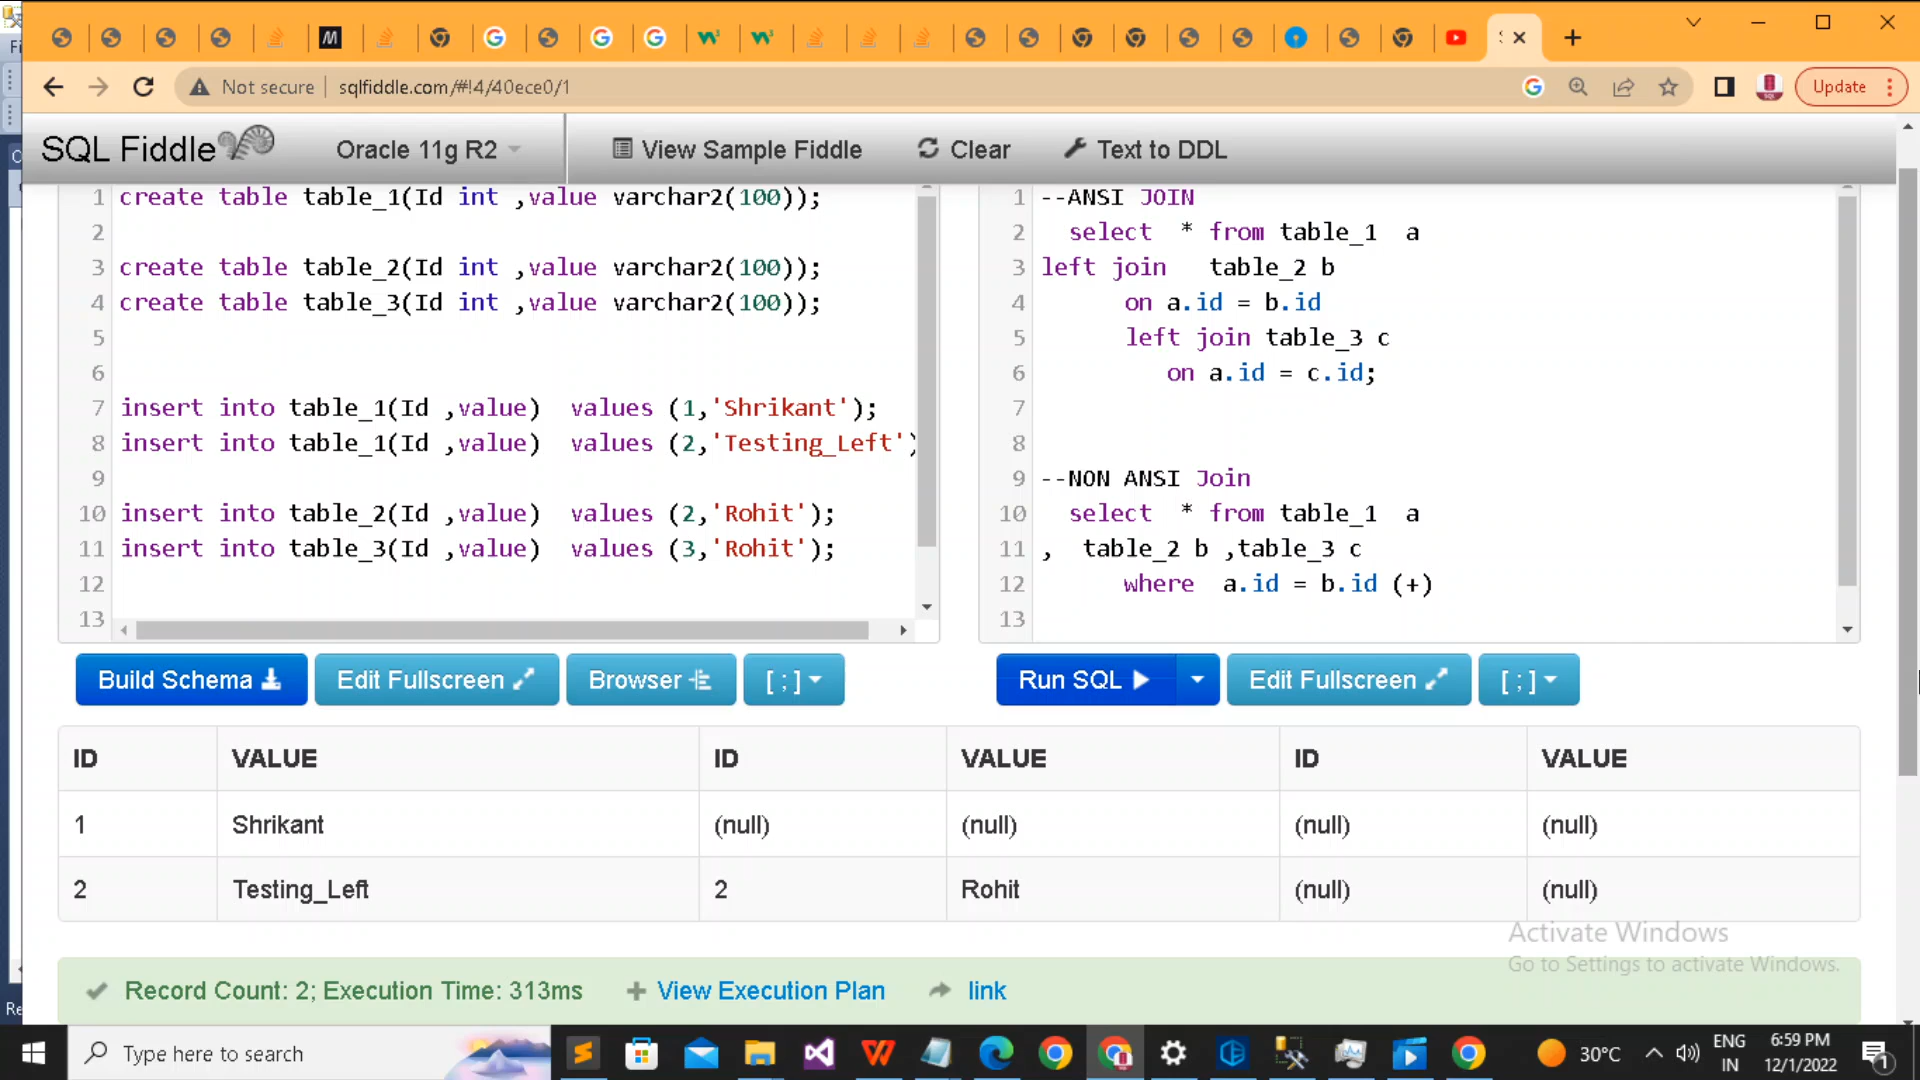 Not secure
sqlfiddle.com/#!4/40ece0/1
Update
SQL Fiddle
Oracle 11g R2
View Sample Fiddle
Clear
Text to DDL
1 create table table_1(Id int ,value varchar2(100));
2
3 create table table_2(Id int ,value varchar2(100));
4 create table table_3(Id int ,value varchar2(100));
5
6
7 insert into table_1(Id ,value)  values (1,'Shrikant');
8 insert into table_1(Id ,value)  values (2,'Testing_Left')
9
10 insert into table_2(Id ,value)  values (2,'Rohit');
11 insert into table_3(Id ,value)  values (3,'Rohit');
12
13
1 --ANSI JOIN
2 select  * from table_1  a
3 left join   table_2 b
4 on a.id = b.id
5 left join table_3 c
6 on a.id = c.id;
7
8
9 --NON ANSI Join
10 select  * from table_1  a
11 ,  table_2 b ,table_3 c
12 where  a.id = b.id (+)
13
Build Schema
Edit Fullscreen
Browser
[ ; ]
Run SQL
Edit Fullscreen
[ ; ]
ID VALUE ID VALUE ID VALUE
1 Shrikant (null) (null) (null) (null)
2 Testing_Left 2 Rohit (null) (null)
Activate Windows
Go to Settings to activate Windows.
Record Count: 2; Execution Time: 313ms
View Execution Plan
link
Type here to search
30°C
ENG
IN
6:59 PM
12/1/2022
1